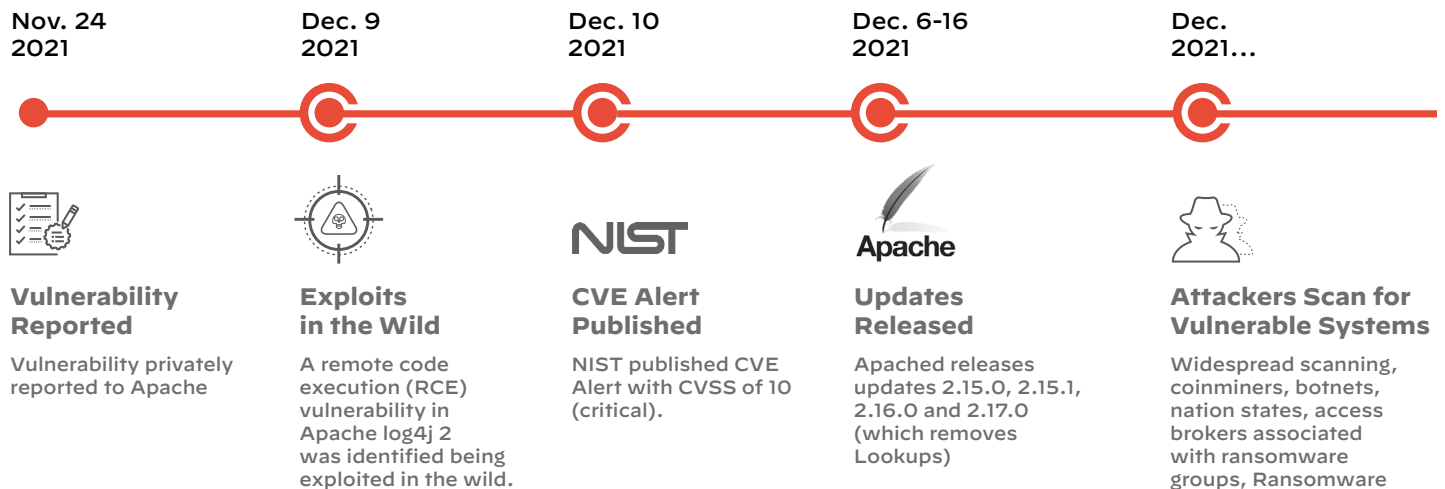 Nov. 24
2021
Dec. 9
2021
Dec. 10
2021
Dec. 6-16
2021
Dec.
2021...
NIST
Apache
Vulnerability
Reported
Vulnerability privately
reported to Apache
Exploits
in the Wild
A remote code
execution (RCE)
vulnerability in
Apache log4j 2
was identified being
exploited in the wild.
CVE Alert
Published
NIST published CVE
Alert with CVSS of 10
(critical).
Updates
Released
Apached releases
updates 2.15.0, 2.15.1,
2.16.0 and 2.17.0
(which removes
Lookups)
Attackers Scan for
Vulnerable Systems
Widespread scanning,
coinminers, botnets,
nation states, access
brokers associated
with ransomware
groups, Ransomware